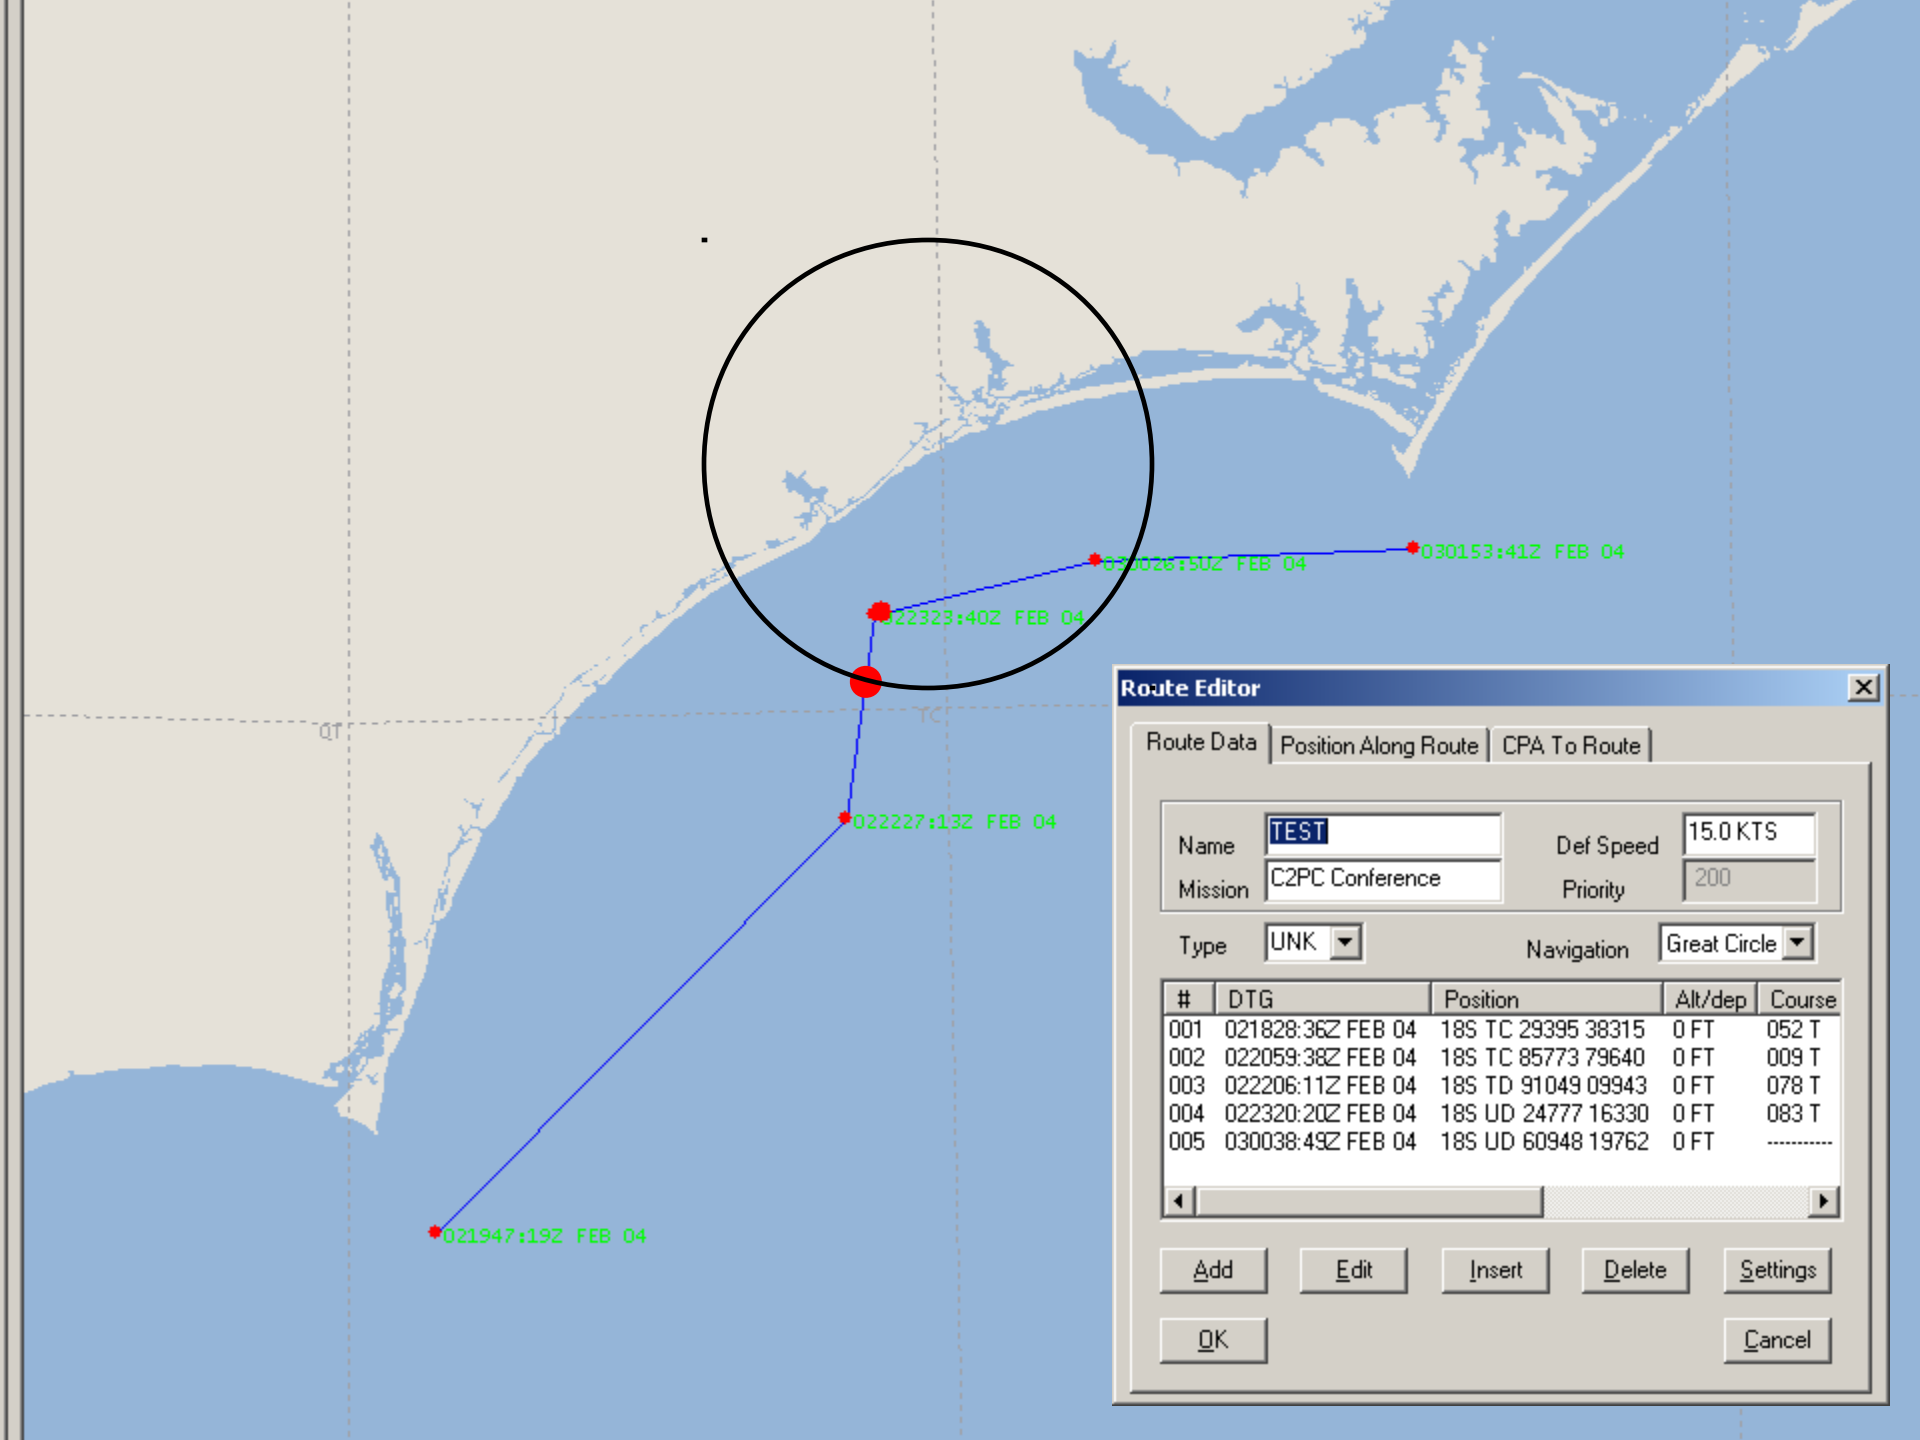 030153:41Z FEB 04
030026:50Z FEB 04
022323:40Z FEB 04
QT
TC
022227:13Z FEB 04
021947:19Z FEB 04
Route Editor
Route Data
Position Along Route
CPA To Route
Name TEST
Def Speed 15.0 KTS
Mission C2PC Conference
Priority 200
Type UNK
Navigation Great Circle
# DTG Position Alt/dep Course
001 021828:36Z FEB 04 18S TC 29395 38315 0 FT 052 T
002 022059:38Z FEB 04 18S TC 85773 79640 0 FT 009 T
003 022206:11Z FEB 04 18S TD 91049 09943 0 FT 078 T
004 022320:20Z FEB 04 18S UD 24777 16330 0 FT 083 T
005 030038:49Z FEB 04 18S UD 60948 19762 0 FT ----------
Add Edit Insert Delete Settings
OK Cancel